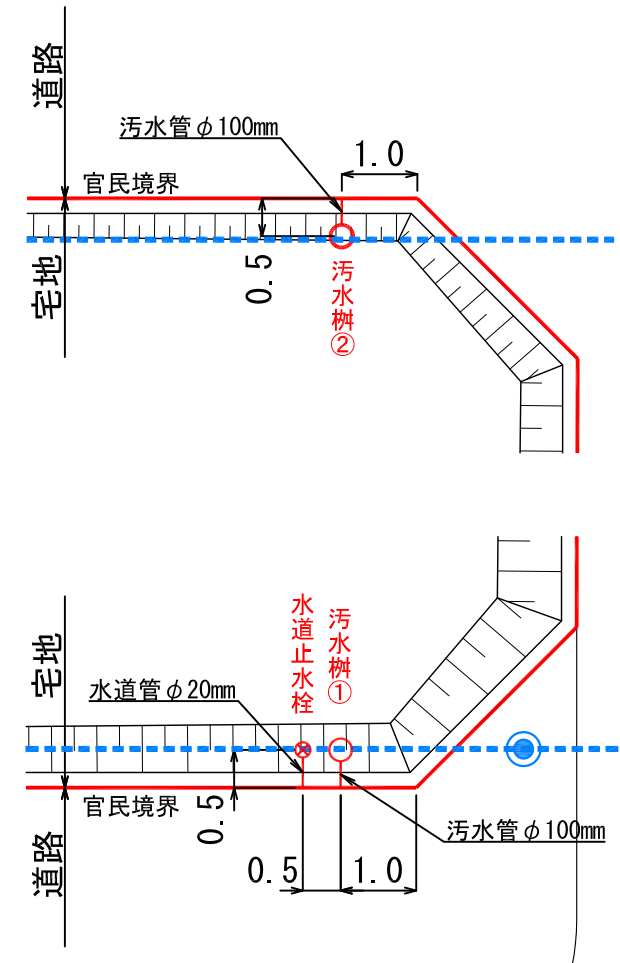 道路
汚水管φ100mm
1.0
官民境界
宅地
0.5
汚水桝②
水道止水栓
汚水桝①
宅地
水道管φ20mm
官民境界
0.5
汚水管φ100mm
道路
0.5
1.0